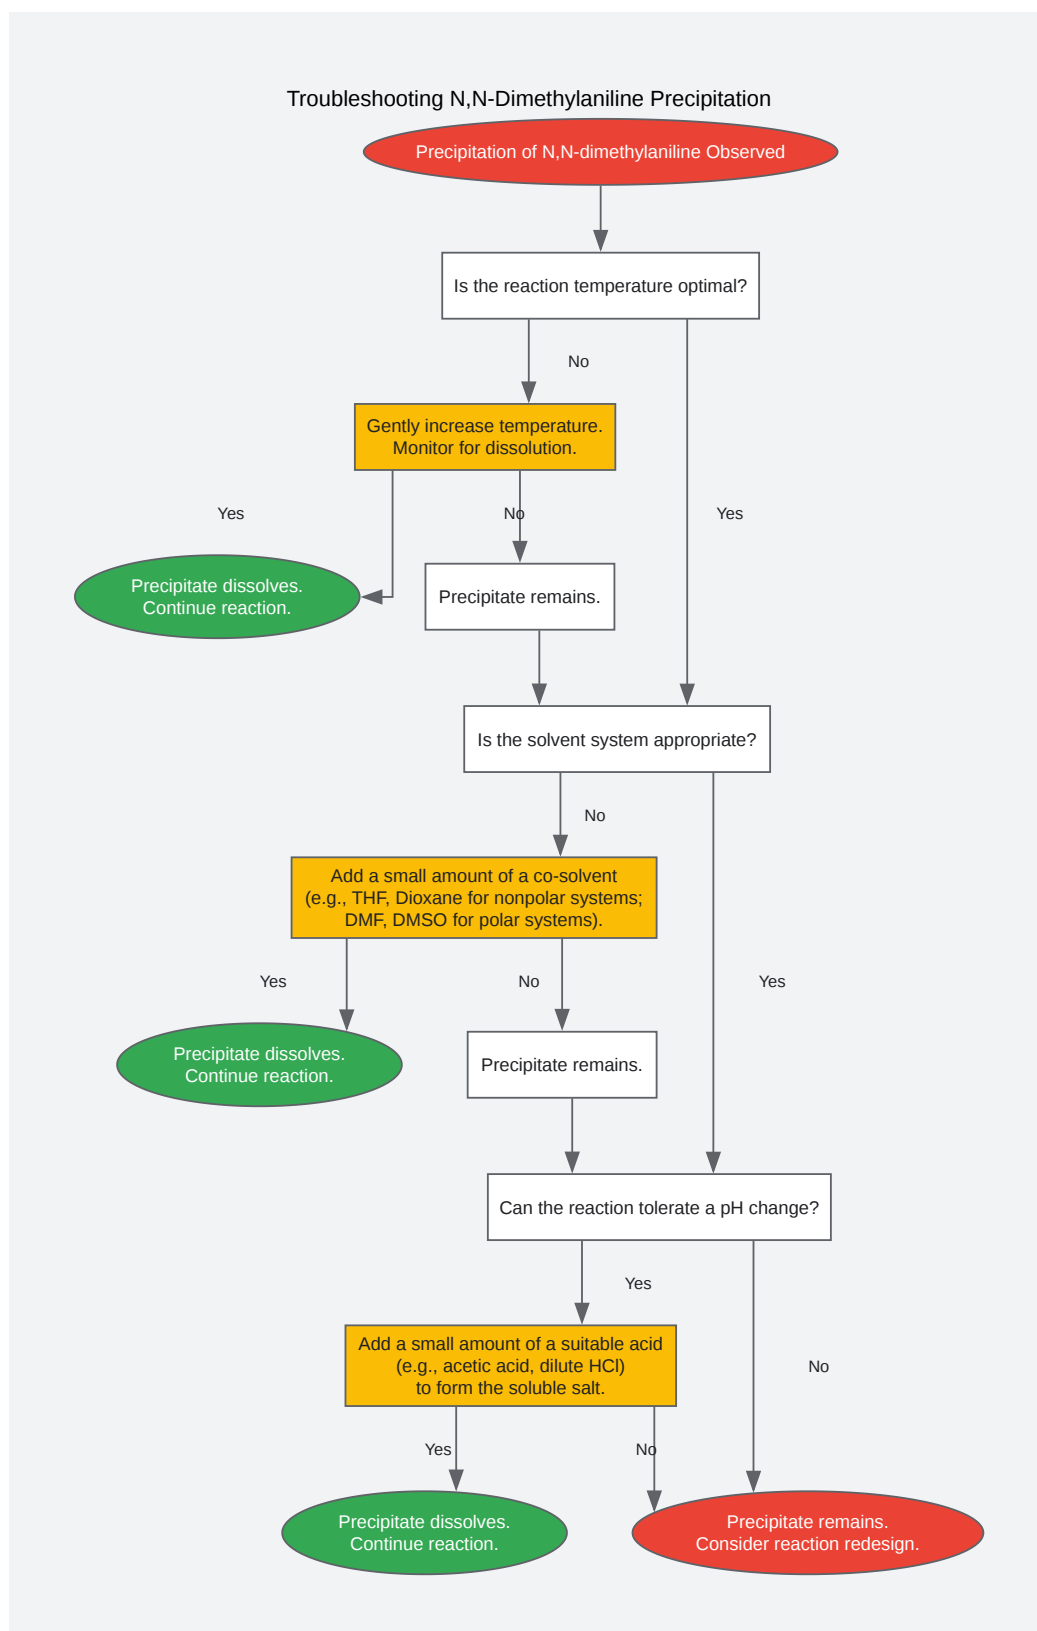 Troubleshooting N,N-Dimethylaniline Precipitation
Precipitation of N,N-dimethylaniline Observed
Is the reaction temperature optimal?
No
Gently increase temperature.
Monitor for dissolution.
Yes
No
Yes
Precipitate dissolves.
Continue reaction.
Precipitate remains.
Is the solvent system appropriate?
No
Add a small amount of a co-solvent
(e.g., THF, Dioxane for nonpolar systems;
DMF, DMSO for polar systems).
Yes
No
Yes
Precipitate dissolves.
Continue reaction.
Precipitate remains.
Can the reaction tolerate a pH change?
Yes
Add a small amount of a suitable acid
(e.g., acetic acid, dilute HCl)
to form the soluble salt.
No
Yes
No
Precipitate dissolves.
Continue reaction.
Precipitate remains.
Consider reaction redesign.